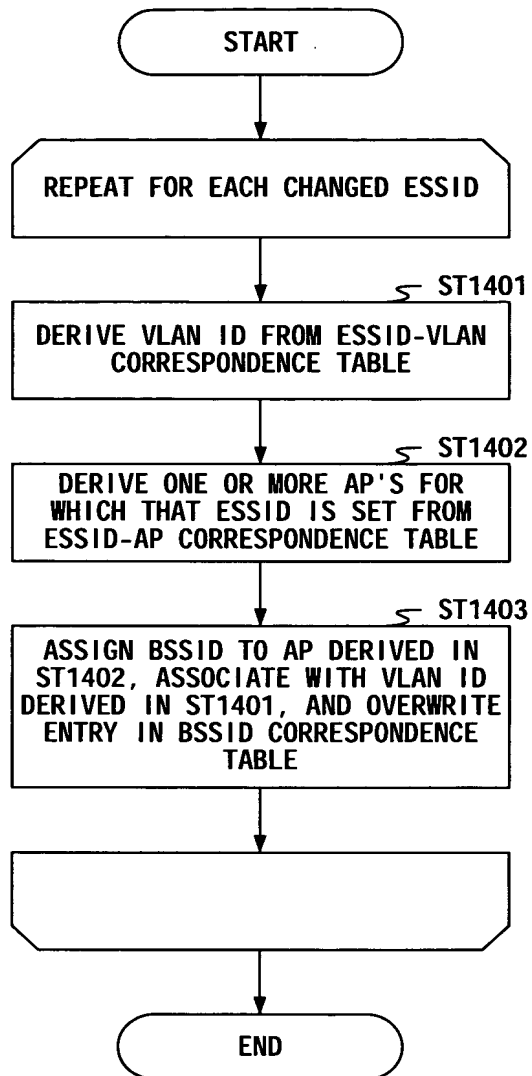 START
REPEAT FOR EACH CHANGED ESSID
ST1401
DERIVE VLAN ID FROM ESSID-VLAN
CORRESPONDENCE TABLE
ST1402
DERIVE ONE OR MORE AP'S FOR
WHICH THAT ESSID IS SET FROM
ESSID-AP CORRESPONDENCE TABLE
ST1403
ASSIGN BSSID TO AP DERIVED IN
ST1402, ASSOCIATE WITH VLAN ID
DERIVED IN ST1401, AND OVERWRITE
ENTRY IN BSSID CORRESPONDENCE
TABLE
END